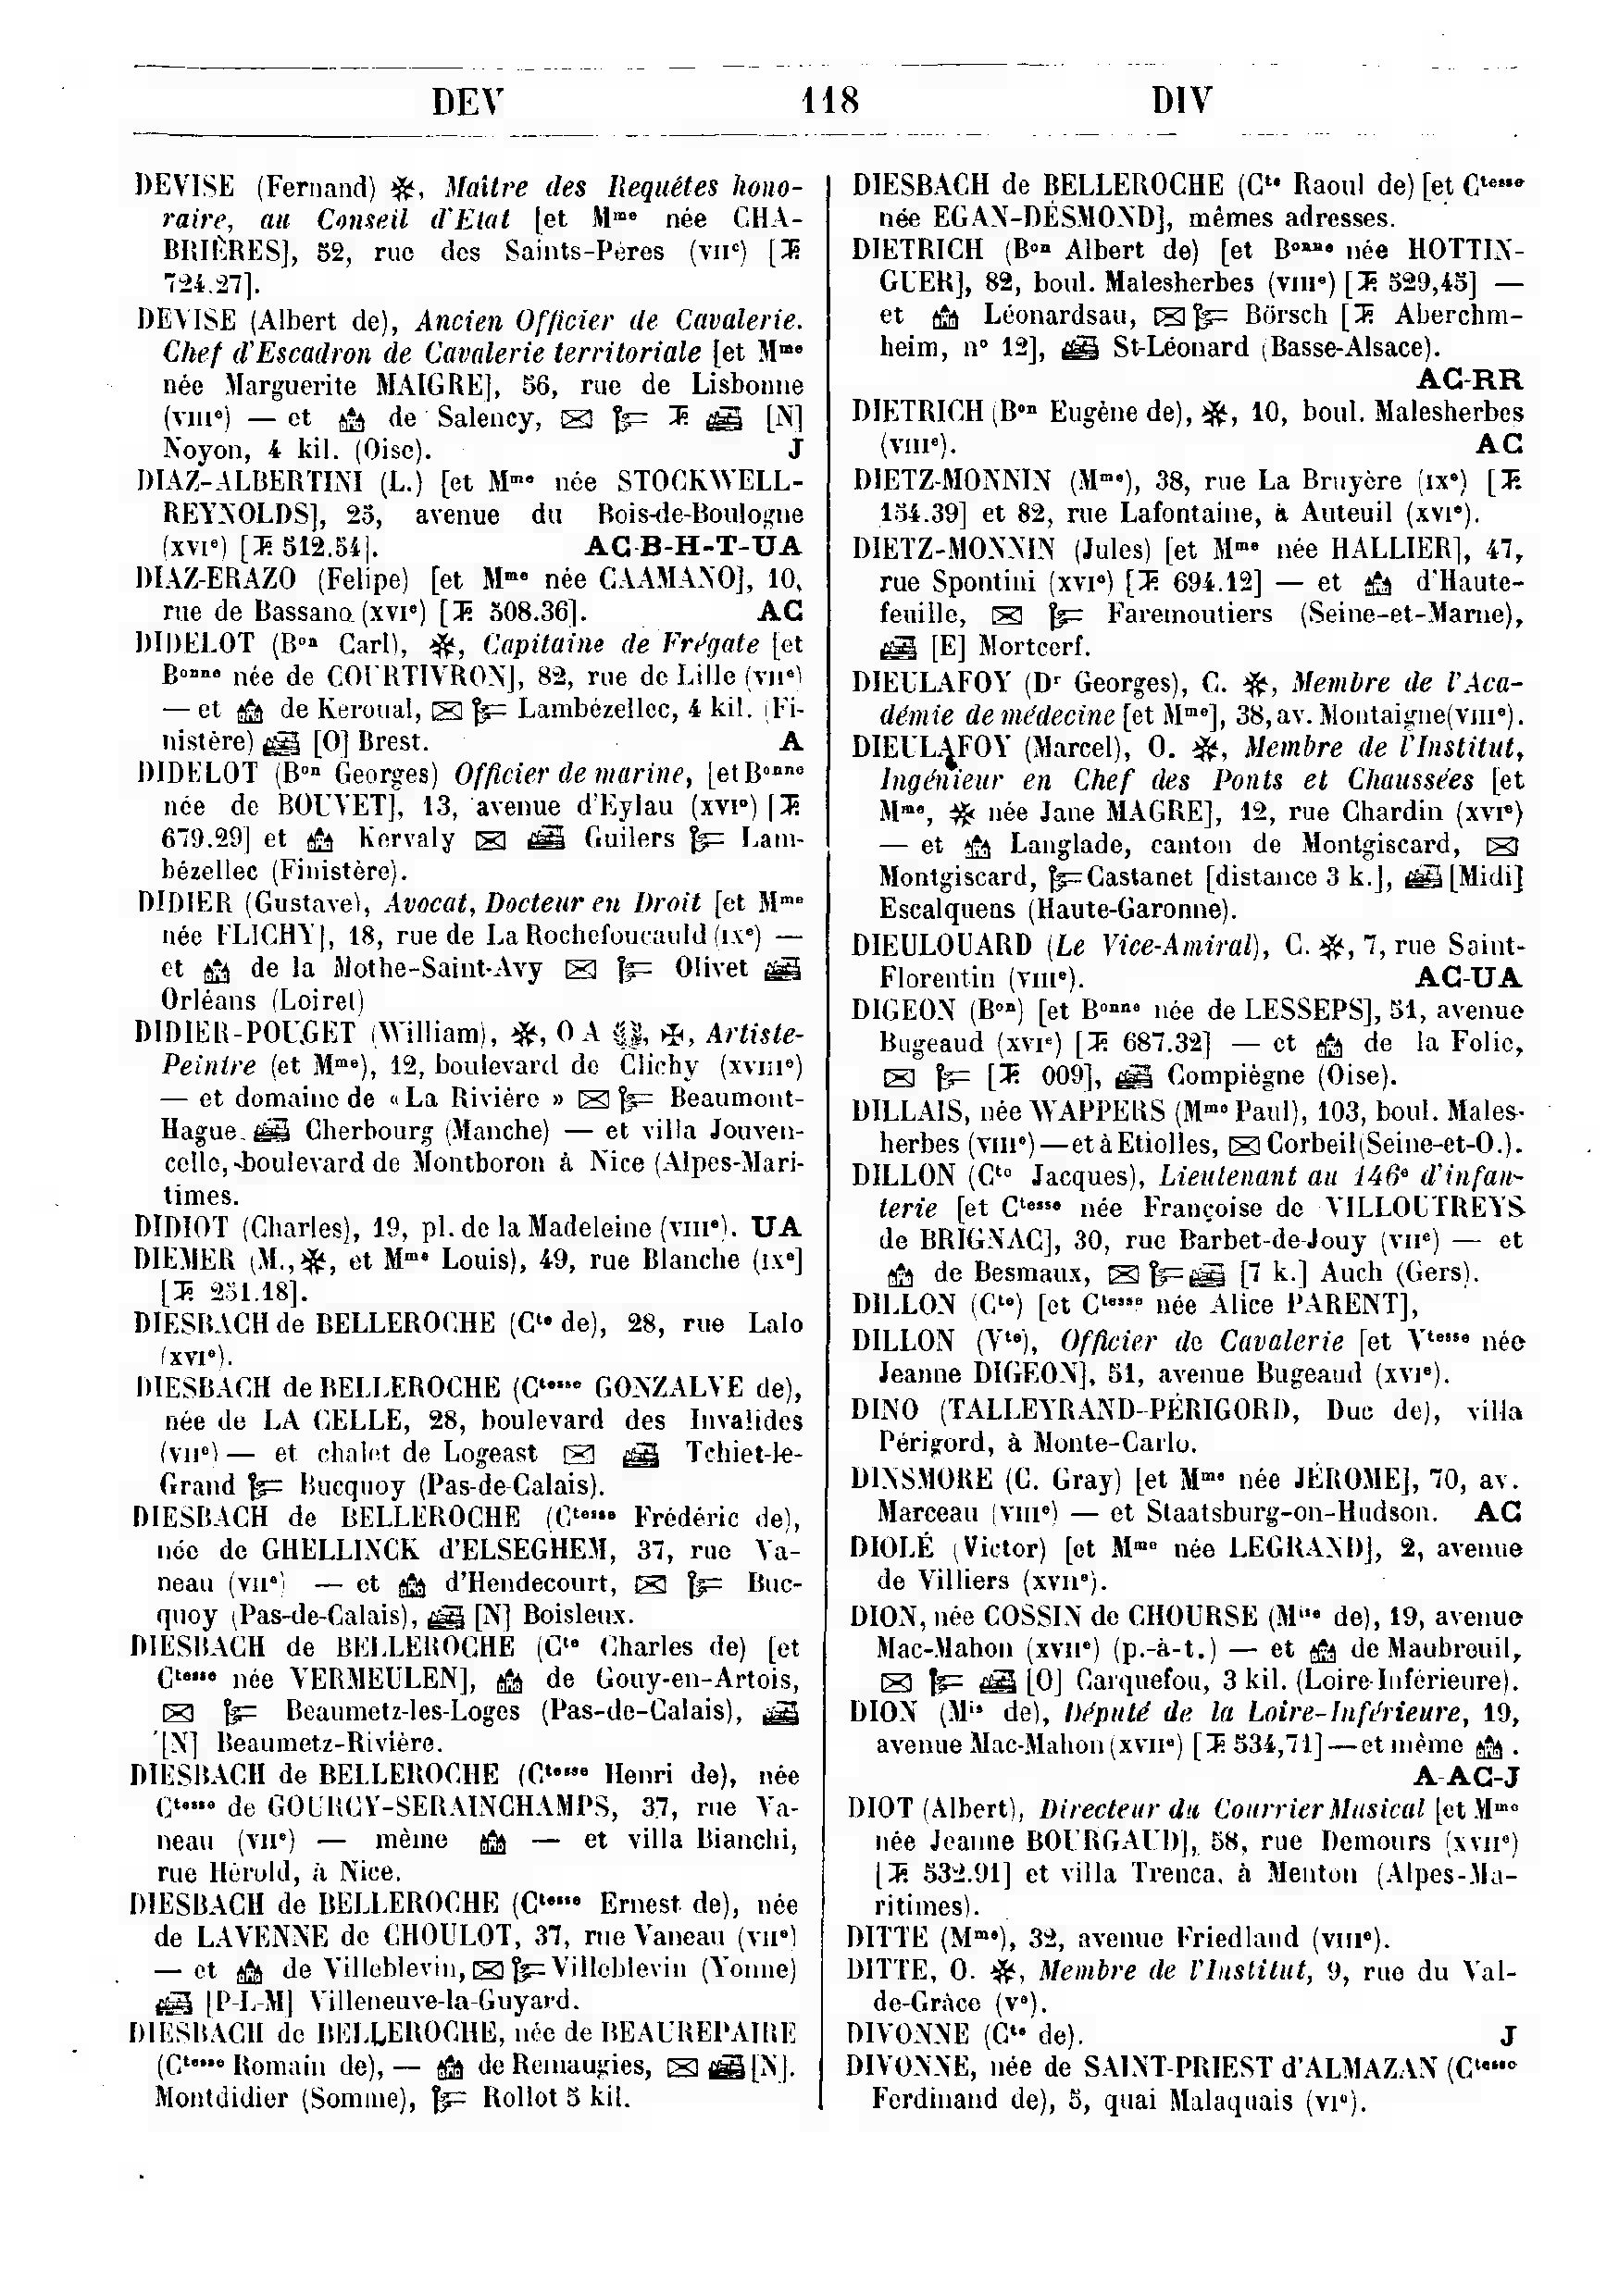 DEV 118 DIV
DEVISE (Fernand) ✻, Maître des Requêtes hono-
raire, au Conseil d'Etat [et Mme née CHA-
BRIÈRES], 52, rue des Saints-Pères (VIIe) [T.
724.27].
DEVISE (Albert de), Ancien Officier de Cavalerie.
Chef d'Escadron de Cavalerie territoriale [et Mme
née Marguerite MAIGRE], 56, rue de Lisbonne
(VIIIe) — et de Salency, ✉ T. [N]
Noyon, 4 kil. (Oise). J
DIAZ-ALBERTINI (L.) [et Mme née STOCKWELL-
REYNOLDS], 25, avenue du Bois-de-Boulogne
(XVIe) [T. 512.54]. AC-B-H-T-UA
DIAZ-ERAZO (Felipe) [et Mme née CAAMANO], 10,
rue de Bassano (XVIe) [T. 508.36]. AC
DIDELOT (Bon Carl), ✻, Capitaine de Frégate [et
Bonne née de COURTIVRON], 82, rue de Lille (VIIe)
— et de Keroual, ✉ Lambézellec, 4 kil. (Fi-
nistère) [O] Brest. A
DIDELOT (Bon Georges) Officier de marine, [et Bonne
née de BOUVET], 13, avenue d'Eylau (XVIe) [T.
679.29] et Kervaly ✉ Guilers Lam-
bézellec (Finistère).
DIDIER (Gustave), Avocat, Docteur en Droit [et Mme
née FLICHY], 18, rue de La Rochefoucauld (IXe) —
et de la Mothe-Saint-Avy ✉ Olivet
Orléans (Loiret)
DIDIER-POUGET (William), ✻, O A, ✠, Artiste-
Peintre (et Mme), 12, boulevard de Clichy (XVIIIe)
— et domaine de « La Rivière » ✉ Beaumont-
Hague. Cherbourg (Manche) — et villa Jouven-
celle, boulevard de Montboron à Nice (Alpes-Mari-
times.
DIDIOT (Charles), 19, pl. de la Madeleine (VIIIe). UA
DIEMER (M., ✻, et Mme Louis), 49, rue Blanche (IXe]
[T. 251.18].
DIESBACH de BELLEROCHE (Cte de), 28, rue Lalo
(XVIe).
DIESBACH de BELLEROCHE (Ctesse GONZALVE de),
née de LA CELLE, 28, boulevard des Invalides
(VIIe) — et chalet de Logeast ✉ Tchiet-le-
Grand Bucquoy (Pas-de-Calais).
DIESBACH de BELLEROCHE (Ctesse Frédéric de),
née de GHELLINCK d'ELSEGHEM, 37, rue Va-
neau (VIIe) — et d'Hendecourt, ✉ Buc-
quoy (Pas-de-Calais), [N] Boisleux.
DIESBACH de BELLEROCHE (Cte Charles de) [et
Ctesse née VERMEULEN], de Gouy-en-Artois,
✉ Beaumetz-les-Loges (Pas-de-Calais),
[N] Beaumetz-Rivière.
DIESBACH de BELLEROCHE (Ctesse Henri de), née
Ctesse de GOURCY-SERAINCHAMPS, 37, rue Va-
neau (VIIe) — même — et villa Bianchi,
rue Hérold, à Nice.
DIESBACH de BELLEROCHE (Ctesse Ernest de), née
de LAVENNE de CHOULOT, 37, rue Vaneau (VIIe)
— et de Villeblevin, ✉ Villeblevin (Yonne)
[P-L-M] Villeneuve-la-Guyard.
DIESBACH de BELLEROCHE, née de BEAUREPAIRE
(Ctesse Romain de), — de Remaugies, ✉ [N].
Montdidier (Somme), Rollot 5 kil.
DIESBACH de BELLEROCHE (Cte Raoul de) [et Ctesse
née EGAN-DÉSMOND], mêmes adresses.
DIETRICH (Bon Albert de) [et Bonne née HOTTIN-
GUER], 82, boul. Malesherbes (VIIIe) [T. 529,45] —
et Léonardsau, ✉ Börsch [T. Aberchm-
heim, n° 12], St-Léonard (Basse-Alsace).
AC-RR
DIETRICH (Bon Eugène de), ✻, 10, boul. Malesherbes
(VIIIe). AC
DIETZ-MONNIN (Mme), 38, rue La Bruyère (IXe) [T.
154.39] et 82, rue Lafontaine, à Auteuil (XVIe).
DIETZ-MONNIN (Jules) [et Mme née HALLIER], 47,
rue Spontini (XVIe) [T. 694.12] — et d'Haute-
feuille, ✉ Faremoutiers (Seine-et-Marne),
[E] Mortcerf.
DIEULAFOY (Dr Georges), C. ✻, Membre de l'Aca-
démie de médecine [et Mme], 38, av. Montaigne (VIIIe).
DIEULAFOY (Marcel), O. ✻, Membre de l'Institut,
Ingénieur en Chef des Ponts et Chaussées [et
Mme, ✻ née Jane MAGRE], 12, rue Chardin (XVIe)
— et Langlade, canton de Montgiscard, ✉
Montgiscard, Castanet [distance 3 k.], [Midi]
Escalquens (Haute-Garonne).
DIEULOUARD (Le Vice-Amiral), C. ✻, 7, rue Saint-
Florentin (VIIIe). AC-UA
DIGEON (Bon) [et Bonne née de LESSEPS], 51, avenue
Bugeaud (XVIe) [T. 687.32] — et de la Folie,
✉ [T. 009], Compiègne (Oise).
DILLAIS, née WAPPERS (Mme Paul), 103, boul. Males-
herbes (VIIIe) — et à Etiolles, ✉ Corbeil (Seine-et-O.).
DILLON (Cto Jacques), Lieutenant au 146e d'infan-
terie [et Ctesse née Françoise de VILLOUTREYS
de BRIGNAC], 30, rue Barbet-de-Jouy (VIIe) — et
de Besmaux, ✉ [7 k.] Auch (Gers).
DILLON (Cte) [et Ctesse née Alice PARENT],
DILLON (Vte), Officier de Cavalerie [et Vtesse née
Jeanne DIGEON], 51, avenue Bugeaud (XVIe).
DINO (TALLEYRAND-PÉRIGORD, Duc de), villa
Périgord, à Monte-Carlo.
DINSMORE (C. Gray) [et Mme née JÉROME], 70, av.
Marceau (VIIIe) — et Staatsburg-on-Hudson. AC
DIOLÉ (Victor) [et Mme née LEGRAND], 2, avenue
de Villiers (XVIIe).
DION, née COSSIN de CHOURSE (Mise de), 19, avenue
Mac-Mahon (XVIIe) (p.-à-t.) — et de Maubreuil,
✉ [O] Carquefou, 3 kil. (Loire-Inférieure).
DION (Mis de), Député de la Loire-Inférieure, 19,
avenue Mac-Mahon (XVIIe) [T. 534,71] — et même .
A-AC-J
DIOT (Albert), Directeur du Courrier Musical [et Mme
née Jeanne BOURGAUD], 58, rue Demours (XVIIe)
[T. 532.91] et villa Trenca, à Menton (Alpes-Ma-
ritimes).
DITTE (Mme), 32, avenue Friedland (VIIIe).
DITTE, O. ✻, Membre de l'Institut, 9, rue du Val-
de-Grâce (Ve).
DIVONNE (Cte de). J
DIVONNE, née de SAINT-PRIEST d'ALMAZAN (Ctesse
Ferdinand de), 5, quai Malaquais (VIe).